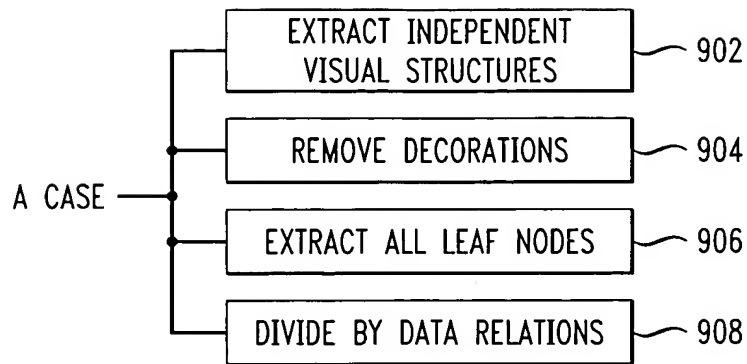 EXTRACT INDEPENDENT
VISUAL STRUCTURES
902
REMOVE DECORATIONS
904
A CASE
EXTRACT ALL LEAF NODES
906
DIVIDE BY DATA RELATIONS
908